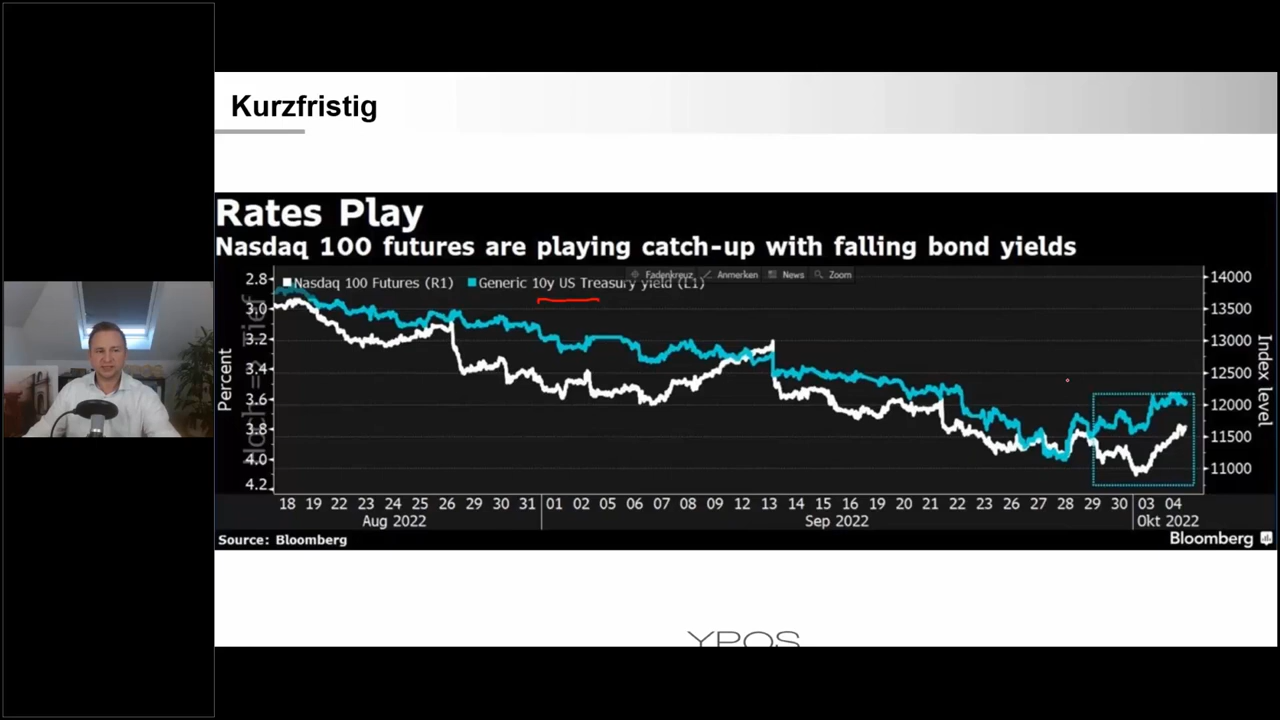 Kurzfristig
Rates Play
Nasdaq 100 futures are playing catch-up with falling bond yields
Fadenkreuz Anmerken News Zoom
Nasdaq 100 Futures (R1) Generic 10y US Treasury yield (L1)
2.8
3.0
3.2
3.4
3.6
3.8
4.0
4.2
Percent
14000
13500
13000
12500
12000
11500
11000
Index level
18 19 22 23 24 25 26 29 30 31 01 02 05 06 07 08 09 12 13 14 15 16 19 20 21 22 23 26 27 28 29 30 03 04
Aug 2022 Sep 2022 Okt 2022
Source: Bloomberg
Bloomberg
YPOS